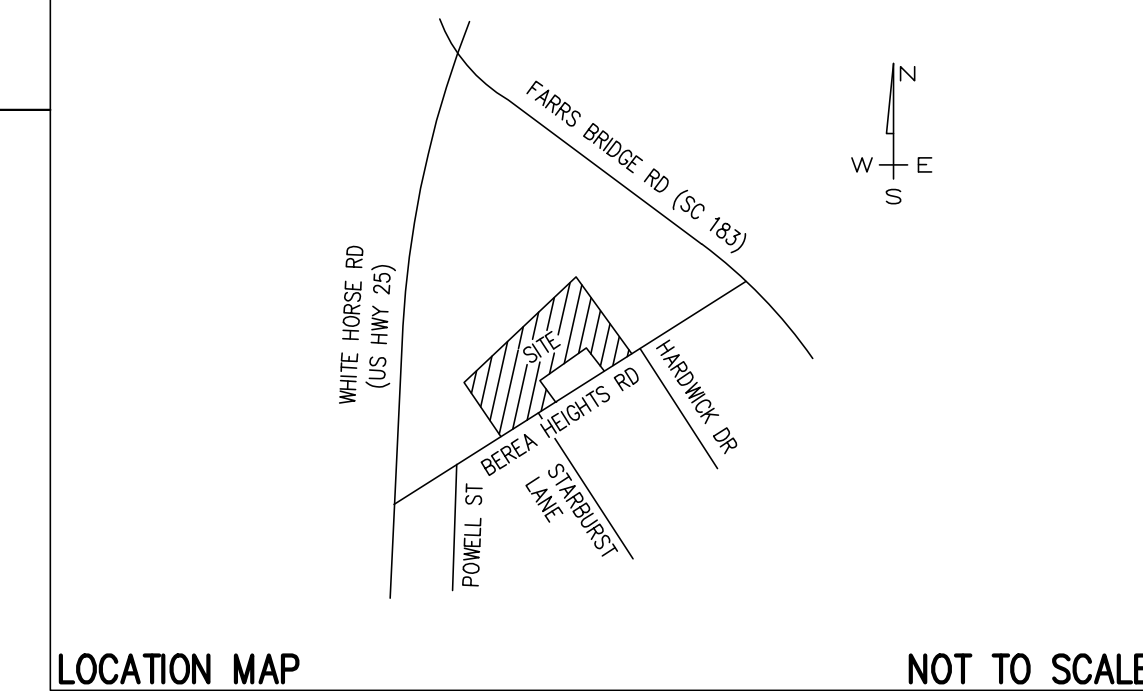 FARRS BRIDGE RD (SC 183)
N
W
E
S
WHITE HORSE RD
(US HWY 25)
SITE
HARDWICK DR
BEREA HEIGHTS RD
STARBURST
LANE
POWELL ST
LOCATION MAP
NOT TO SCALE